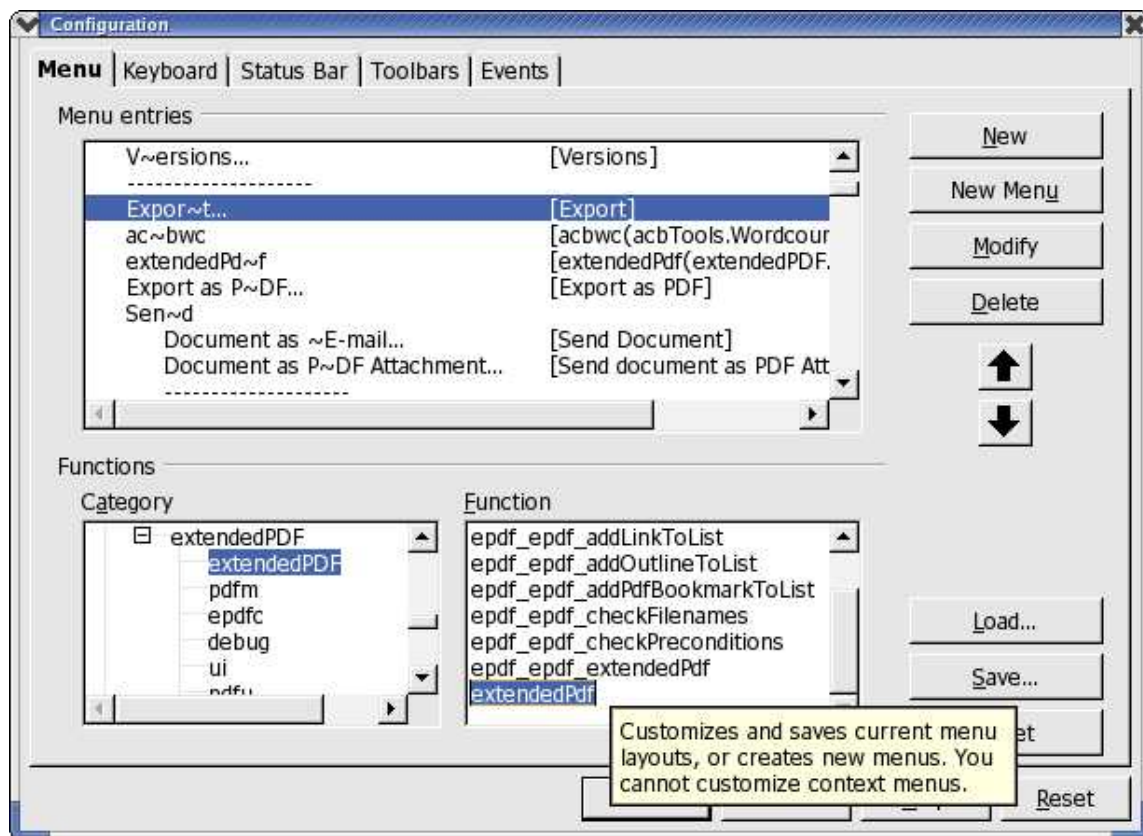 Configuration
Menu Keyboard Status Bar Toolbars Events
Menu entries
V~ersions... [Versions]
-------------------
Expor~t... [Export]
ac~bwc [acbwc(acbTools.Wordcour
extendedPd~f [extendedPdf(extendedPDF.
Export as P~DF... [Export as PDF]
Sen~d
Document as ~E-mail... [Send Document]
Document as P~DF Attachment... [Send document as PDF Att
-------------------
New
New Menu
Modify
Delete
Functions
Category
extendedPDF
extendedPDF
pdfm
epdfc
debug
ui
pdfu
Function
epdf_epdf_addLinkToList
epdf_epdf_addOutlineToList
epdf_epdf_addPdfBookmarkToList
epdf_epdf_checkFilenames
epdf_epdf_checkPreconditions
epdf_epdf_extendedPdf
extendedPdf
Load...
Save...
et
Customizes and saves current menu
layouts, or creates new menus. You
cannot customize context menus.
Reset